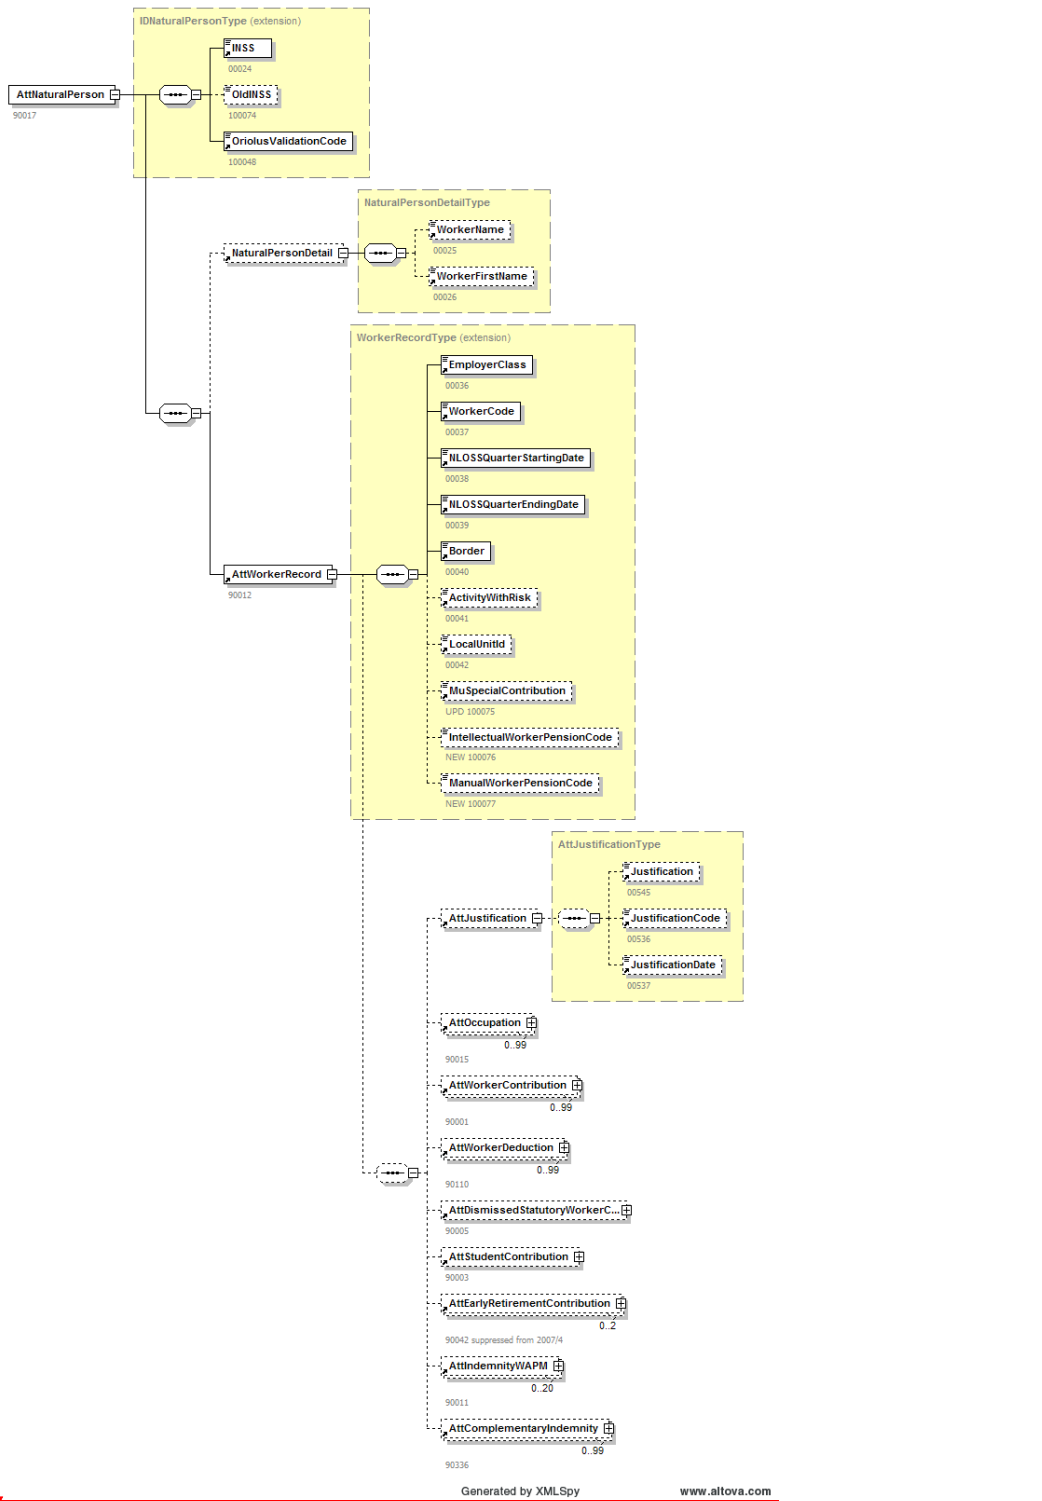 IDNaturalPersonType (extension)
INSS
00024
AttNaturalPerson
90017
OldINSS
100074
OriolusValidationCode
100048
NaturalPersonDetailType
WorkerName
00025
NaturalPersonDetail
WorkerFirstName
00026
WorkerRecordType (extension)
EmployerClass
00036
WorkerCode
00037
NLOSSQuarterStartingDate
00038
NLOSSQuarterEndingDate
00039
Border
00040
AttWorkerRecord
90012
ActivityWithRisk
00041
LocalUnitId
00042
MuSpecialContribution
UPD 100075
IntellectualWorkerPensionCode
NEW 100076
ManualWorkerPensionCode
NEW 100077
AttJustificationType
Justification
00545
AttJustification
JustificationCode
00536
JustificationDate
00537
AttOccupation
0..99
90015
AttWorkerContribution
0..99
90001
AttWorkerDeduction
0..99
90110
AttDismissedStatutoryWorkerC...
90005
AttStudentContribution
90003
AttEarlyRetirementContribution
0..2
90042 suppressed from 2007/4
AttIndemnityWAPM
0..20
90011
AttComplementaryIndemnity
0..99
90336
Generated by XMLSpy www.altova.com